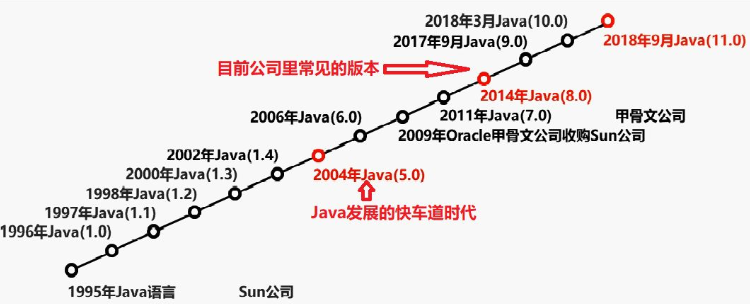 2018年3月Java(10.0)
2018年9月Java(11.0)
2017年9月Java(9.0)
目前公司里常见的版本
2014年Java(8.0)
2006年Java(6.0)
2011年Java(7.0)
甲骨文公司
2009年Oracle甲骨文公司收购Sun公司
2002年Java(1.4)
2000年Java(1.3)
2004年Java(5.0)
1998年Java(1.2)
1997年Java(1.1)
Java发展的快车道时代
1996年Java(1.0)
1995年Java语言
Sun公司